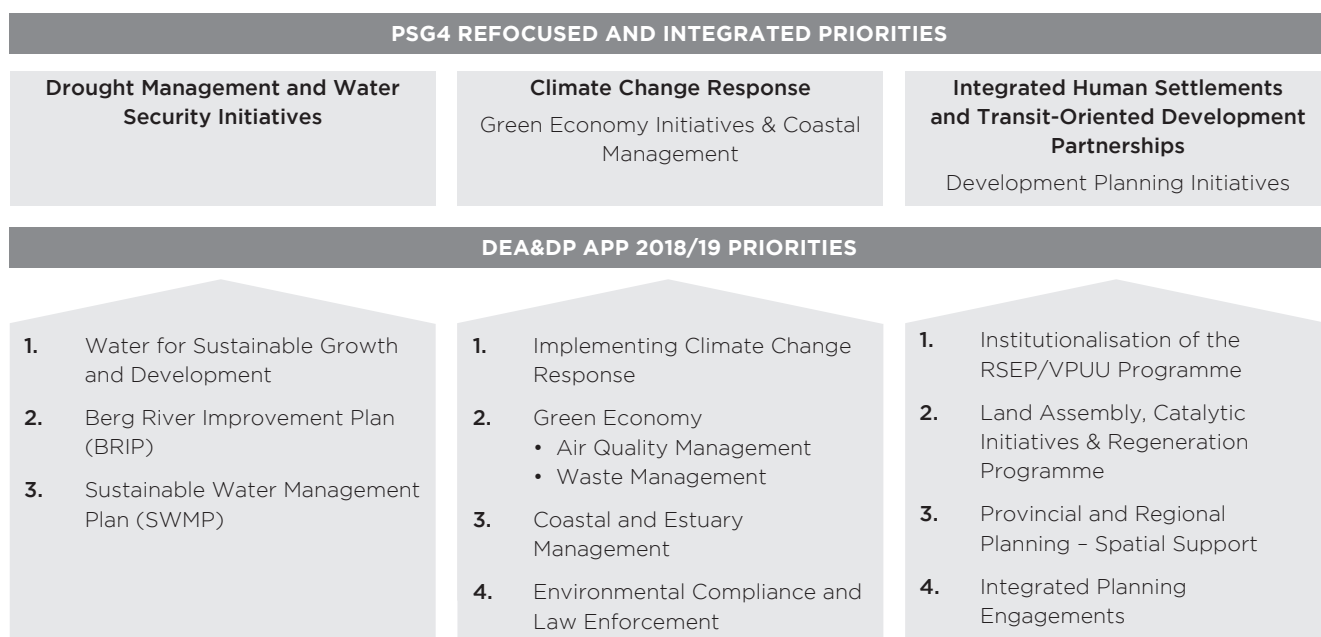 PSG4 REFOCUSED AND INTEGRATED PRIORITIES
Drought Management and Water
Security Initiatives
Climate Change Response
Green Economy Initiatives & Coastal
Management
Integrated Human Settlements
and Transit-Oriented Development
Partnerships
Development Planning Initiatives
DEA&DP APP 2018/19 PRIORITIES
1. Water for Sustainable Growth
and Development
2. Berg River Improvement Plan
(BRIP)
3. Sustainable Water Management
Plan (SWMP)
1. Implementing Climate Change
Response
2. Green Economy
• Air Quality Management
• Waste Management
3. Coastal and Estuary
Management
4. Environmental Compliance and
Law Enforcement
1. Institutionalisation of the
RSEP/VPUU Programme
2. Land Assembly, Catalytic
Initiatives & Regeneration
Programme
3. Provincial and Regional
Planning – Spatial Support
4. Integrated Planning
Engagements